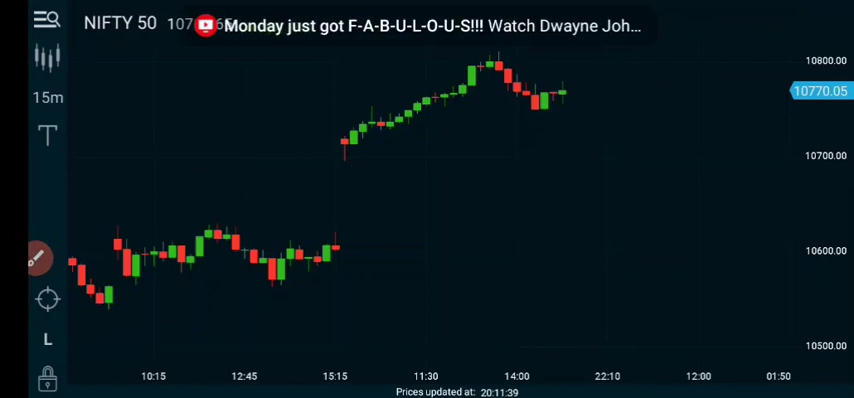 NIFTY 50
Monday just got F-A-B-U-L-O-U-S!!! Watch Dwayne Joh...
10800.00
10770.05
15m
T
10700.00
10600.00
L
10500.00
10:15 12:45 15:15 11:30 14:00 22:10 12:00 01:50
Prices updated at: 20:11:39